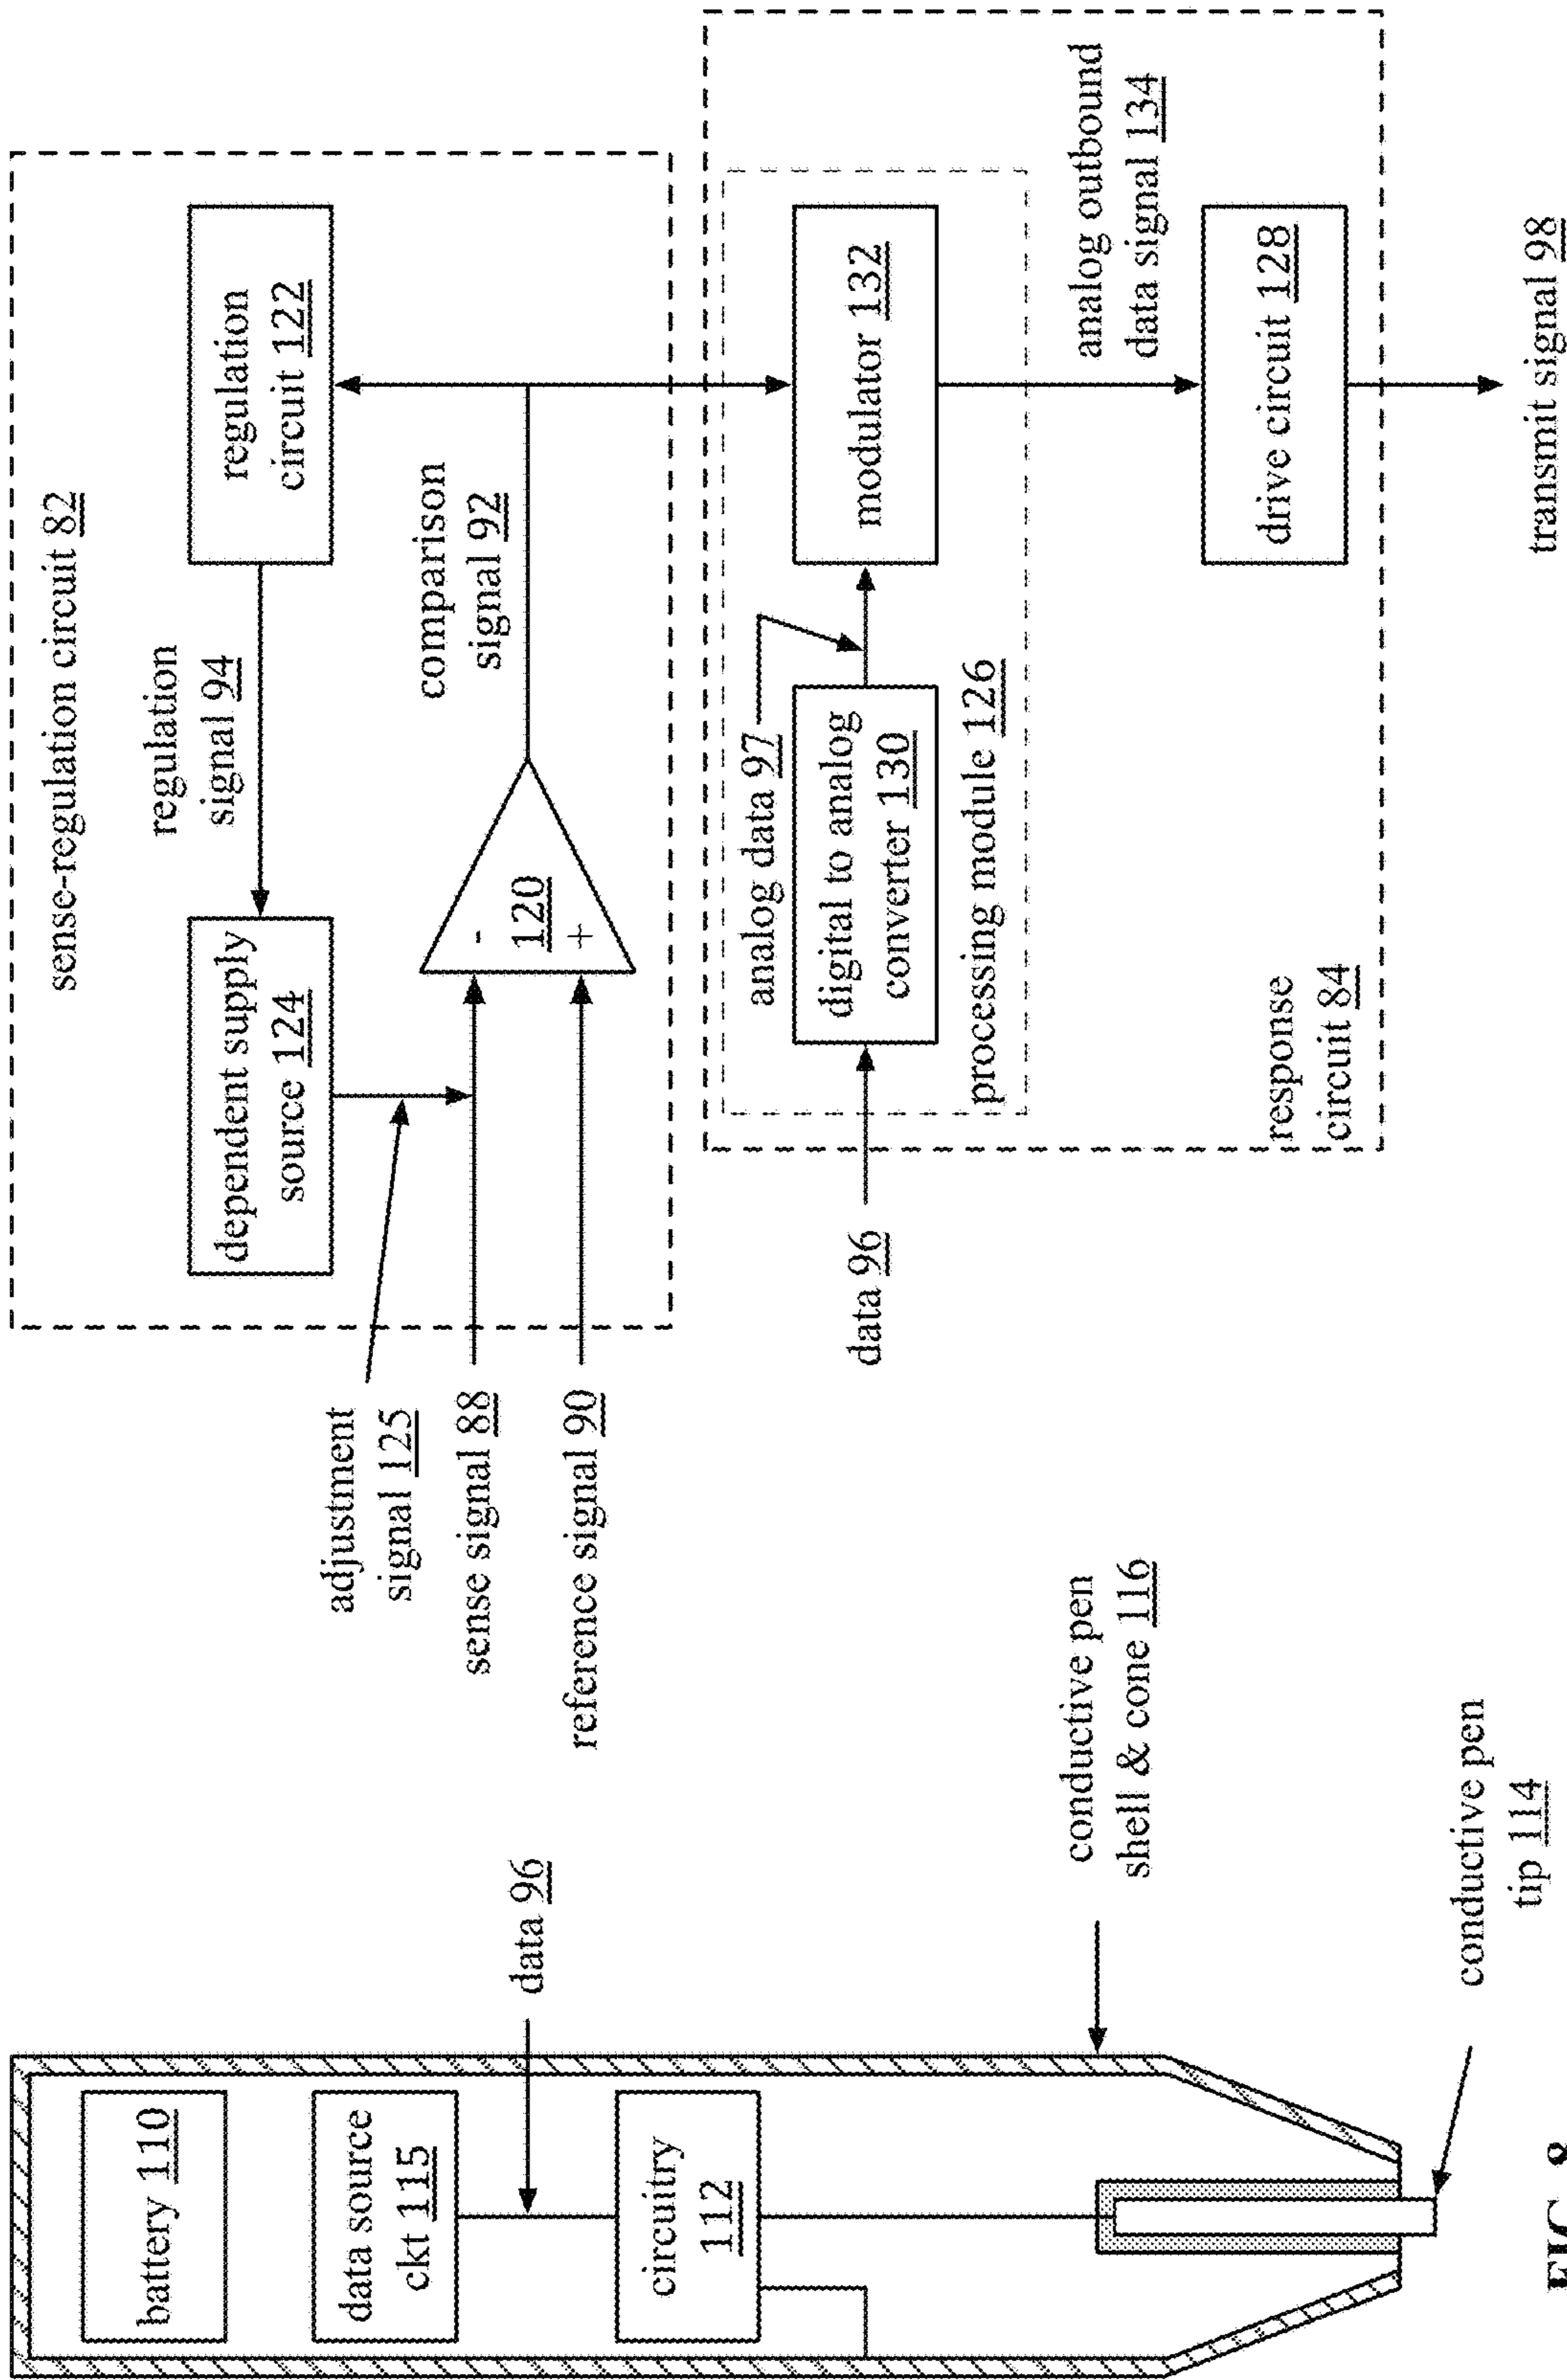 battery 110
data source
ckt 115
data 96
circuitry
112
conductive pen
shell & cone 116
conductive pen
tip 114
sense-regulation circuit 82
dependent supply
source 124
regulation
signal 94
regulation
circuit 122
adjustment
signal 125
sense signal 88
reference signal 90
-
120
+
comparison
signal 92
data 96
analog data 97
digital to analog
converter 130
modulator 132
processing module 126
analog outbound
data signal 134
response
circuit 84
drive circuit 128
transmit signal 98